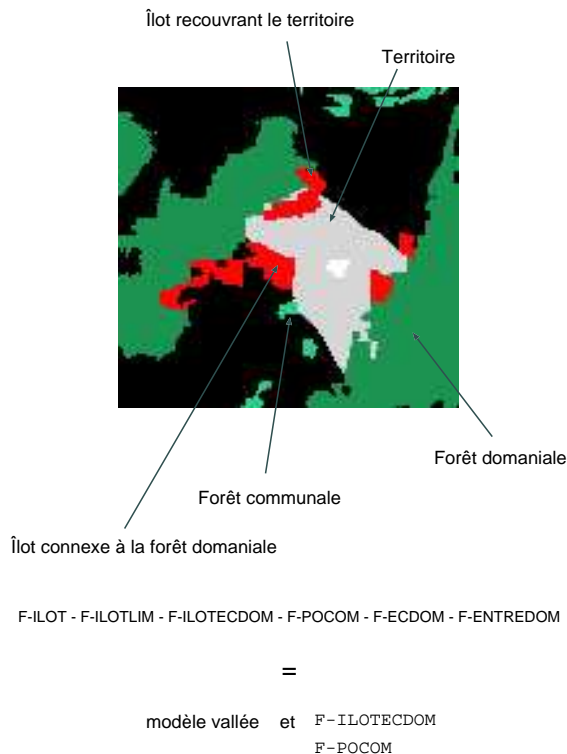 Îlot recouvrant le territoire
Territoire
Forêt domaniale
Forêt communale
Îlot connexe à la forêt domaniale
F-ILOT - F-ILOTLIM - F-ILOTECDOM - F-POCOM - F-ECDOM - F-ENTREDOM
=
modèle vallée et F-ILOTECDOM
F-POCOM